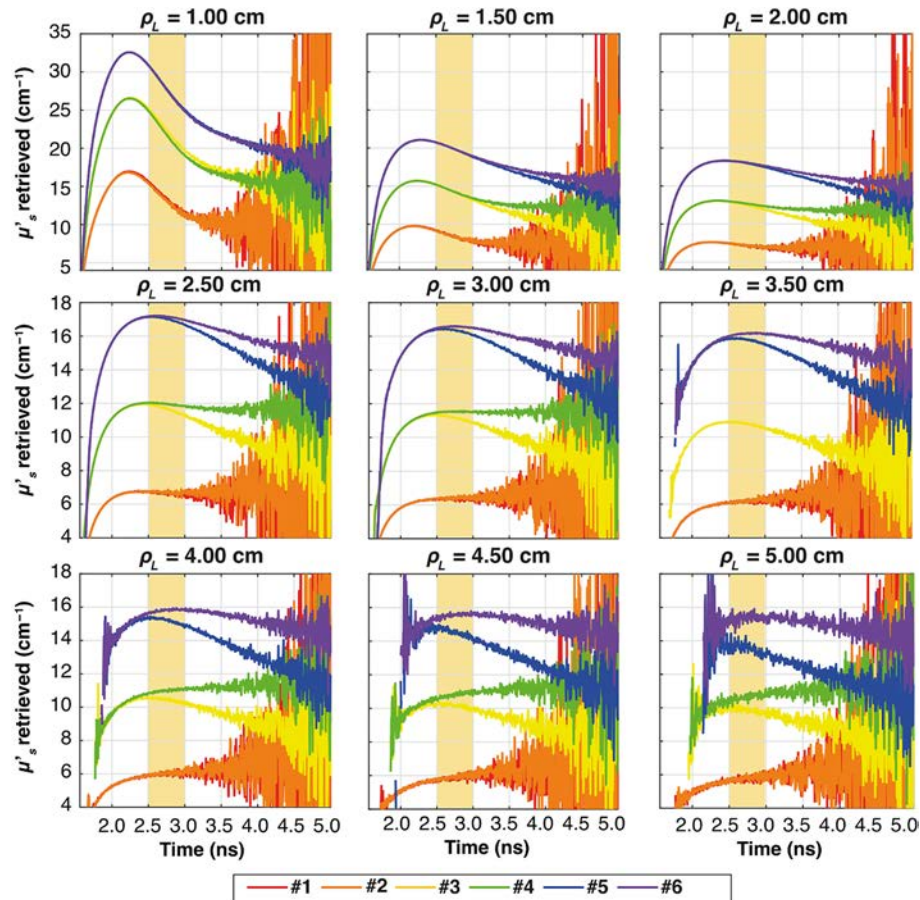 ρL = 1.00 cm
ρL = 1.50 cm
ρL = 2.00 cm
μ's retrieved (cm⁻¹)
35
30
25
20
15
10
5
ρL = 2.50 cm
ρL = 3.00 cm
ρL = 3.50 cm
μ's retrieved (cm⁻¹)
18
16
14
12
10
8
6
4
ρL = 4.00 cm
ρL = 4.50 cm
ρL = 5.00 cm
μ's retrieved (cm⁻¹)
18
16
14
12
10
8
6
4
2.0 2.5 3.0 3.5 4.0 4.5 5.0
2.0 2.5 3.0 3.5 4.0 4.5 5.0
2.0 2.5 3.0 3.5 4.0 4.5 5.0
Time (ns)
Time (ns)
Time (ns)
#1 #2 #3 #4 #5 #6